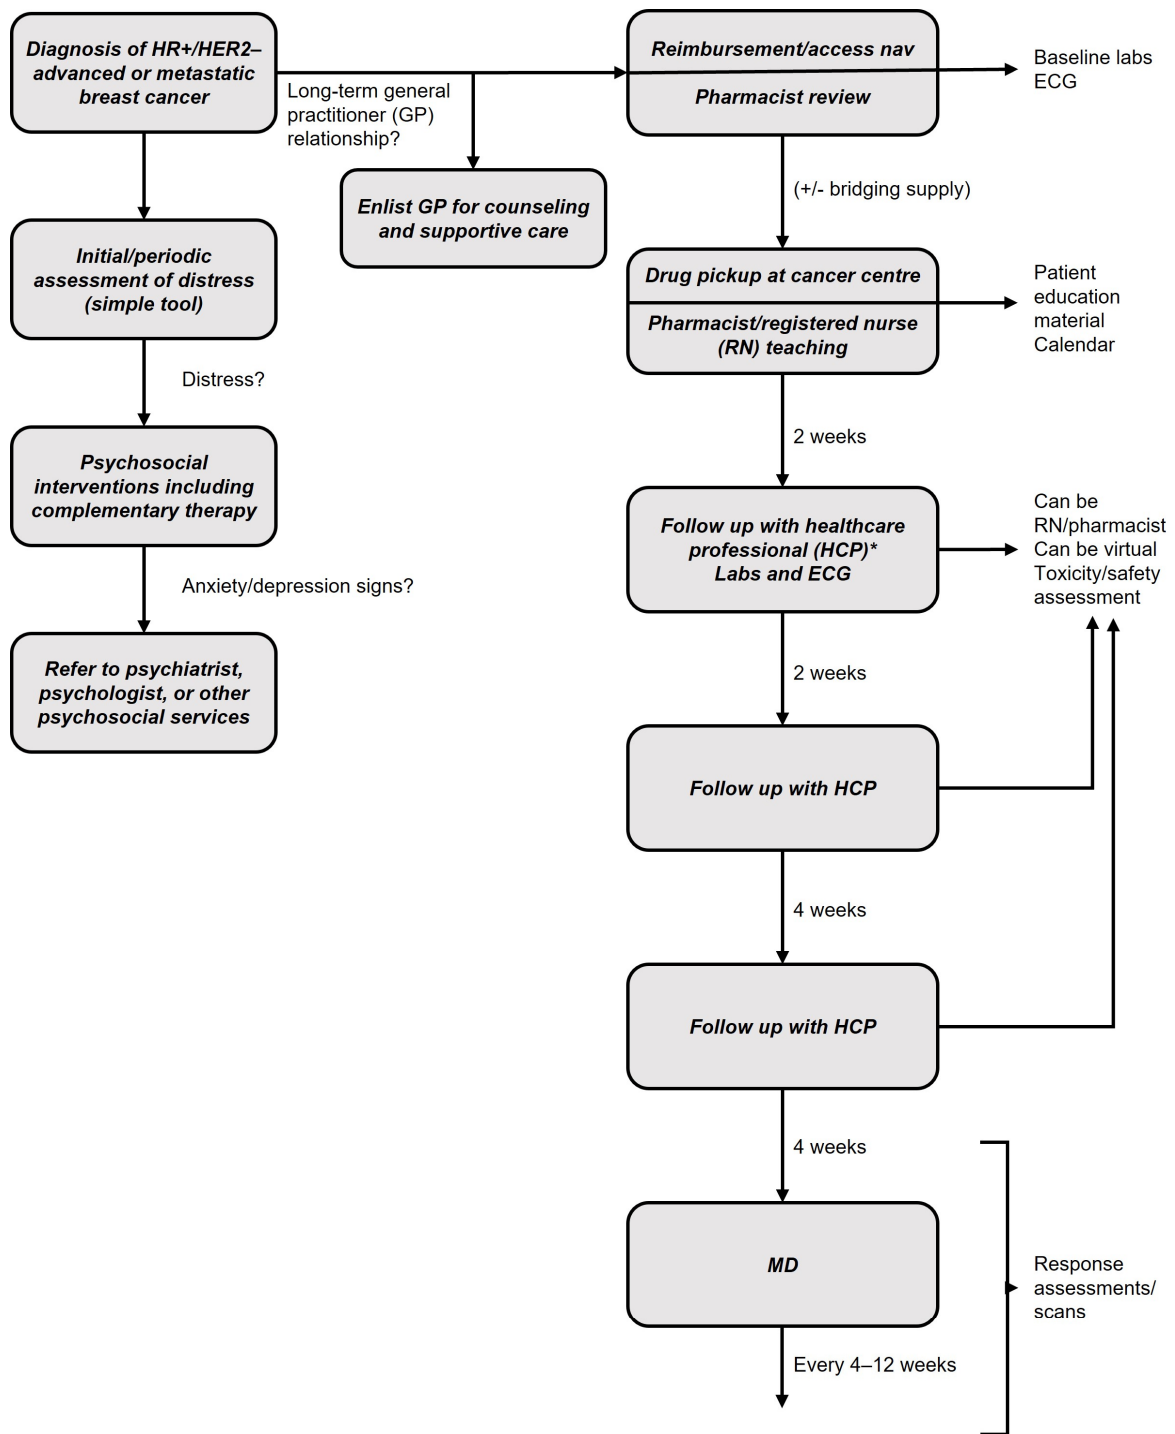 Diagnosis of HR+/HER2–
advanced or metastatic
breast cancer
Long-term general
practitioner (GP)
relationship?
Enlist GP for counseling
and supportive care
Initial/periodic
assessment of distress
(simple tool)
Distress?
Psychosocial
interventions including
complementary therapy
Anxiety/depression signs?
Refer to psychiatrist,
psychologist, or other
psychosocial services
Reimbursement/access nav
Pharmacist review
Baseline labs
ECG
(+/- bridging supply)
Drug pickup at cancer centre
Pharmacist/registered nurse
(RN) teaching
Patient
education
material
Calendar
2 weeks
Follow up with healthcare
professional (HCP)*
Labs and ECG
Can be
RN/pharmacist
Can be virtual
Toxicity/safety
assessment
2 weeks
Follow up with HCP
4 weeks
Follow up with HCP
4 weeks
MD
Response
assessments/
scans
Every 4–12 weeks